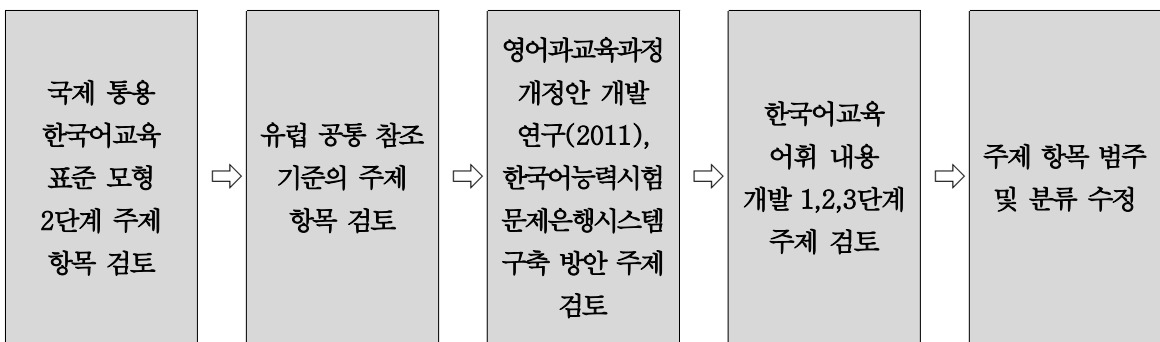 국제 통용
한국어교육
표준 모형
2단계 주제
항목 검토
유럽 공통 참조
기준의 주제
항목 검토
영어과교육과정
개정안 개발
연구(2011),
한국어능력시험
문제은행시스템
구축 방안 주제
검토
한국어교육
어휘 내용
개발 1,2,3단계
주제 검토
주제 항목 범주
및 분류 수정